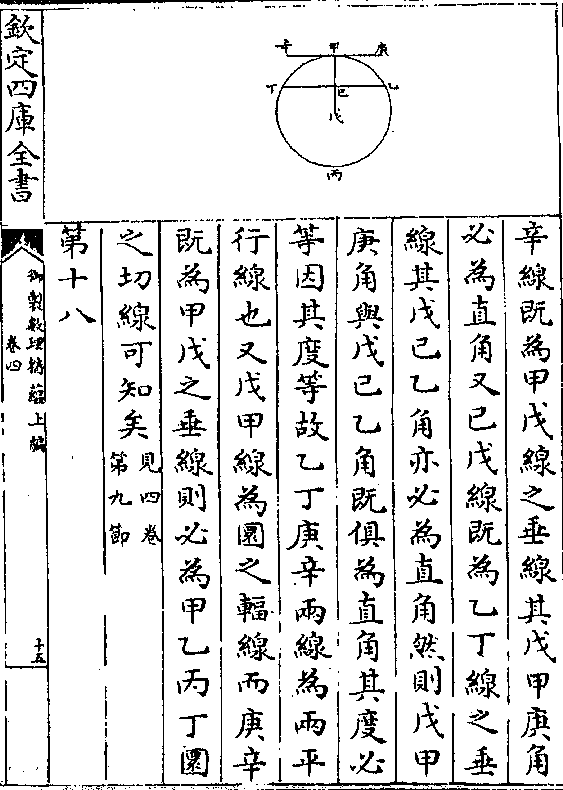 辛線既為甲戊線之垂線其戊甲庚角
必為直角又已戊線既為乙丁線之垂
線其戊已乙角亦必為直角然則戊甲
庚角與戊已乙角既俱為直角其度必
等因其度等故乙丁庚辛兩線為兩平
行線也又戊甲線為圜之輻線而庚辛
既為甲戊之垂線則必為甲乙丙丁圜
之切線可知矣見四卷
第九節
第十八
欽定四庫全書
御製數理精蘊上編
卷四
十五
辛
甲
庚
丁
已
乙
戊
丙